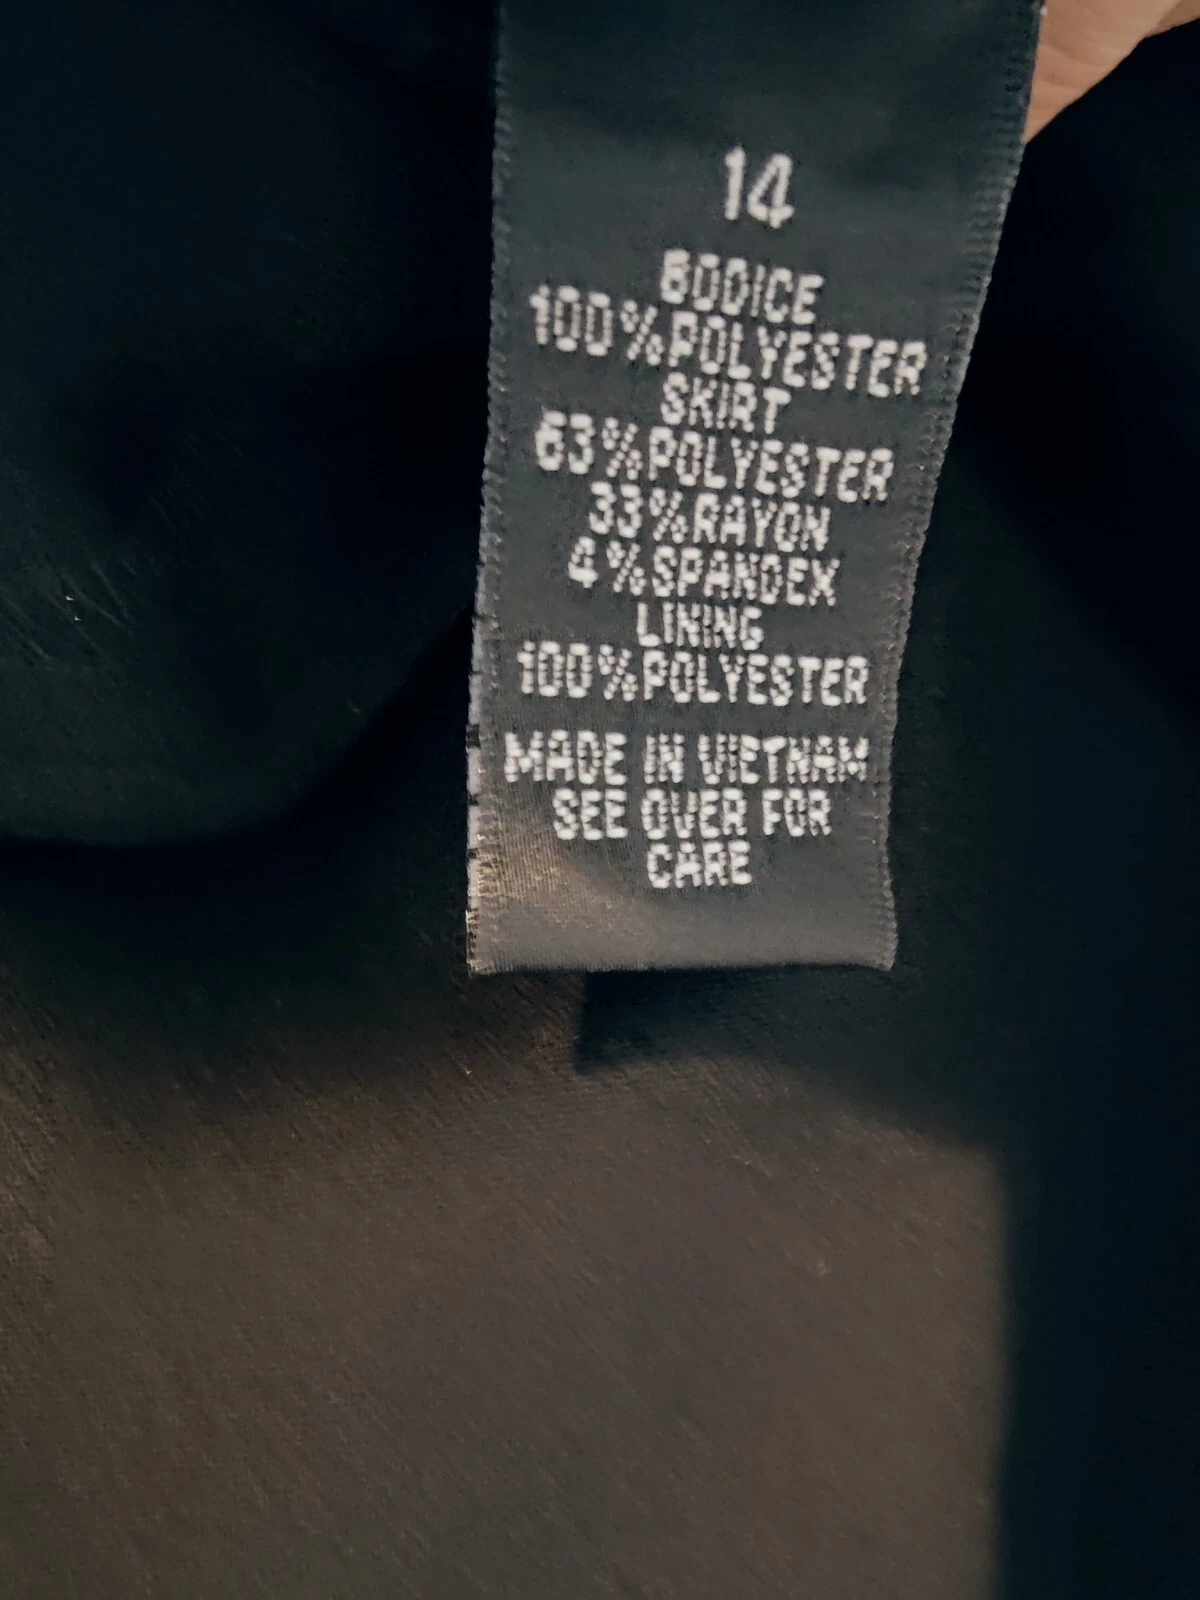 14
BODICE
100%POLYESTER
SKIRT
63%POLYESTER
33%RAYON
4%SPANDEX
LINING
100%POLYESTER
MADE IN VIETNAM
SEE OVER FOR
CARE